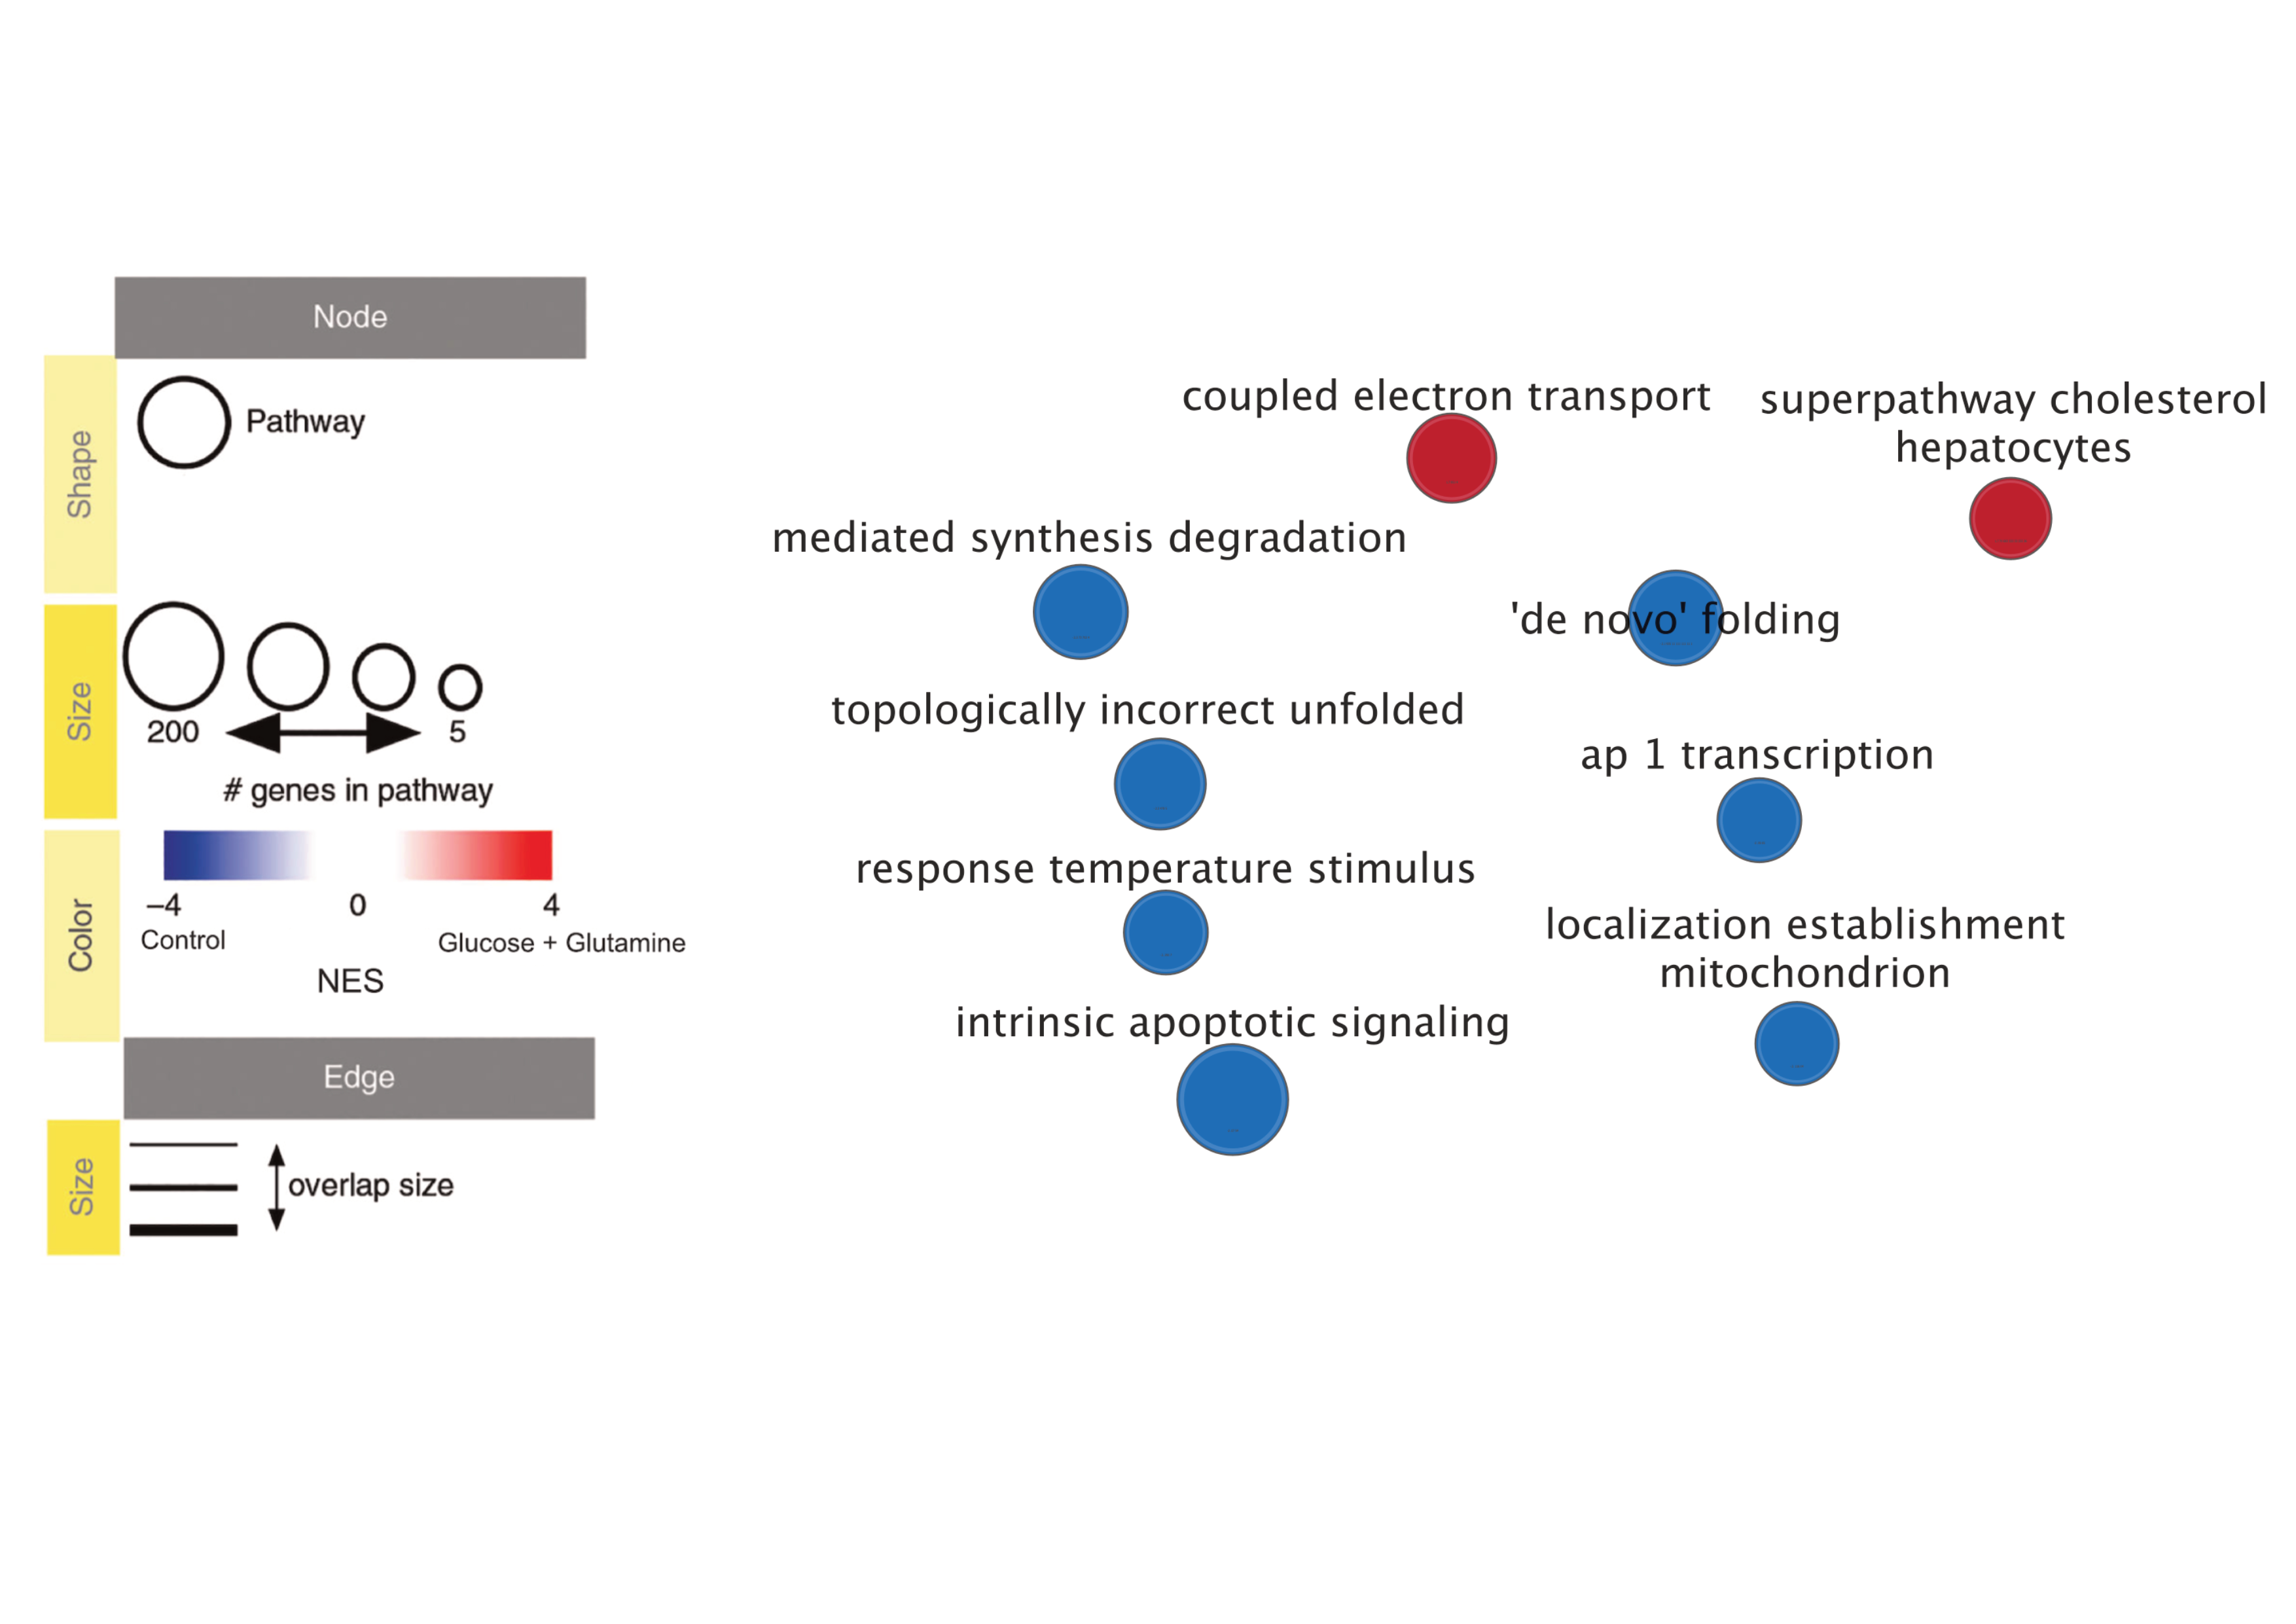 Node
Shape
Pathway
Size
200
5
# genes in pathway
Color
–4
0
4
Control
Glucose + Glutamine
NES
Edge
Size
overlap size
coupled electron transport
superpathway cholesterol
hepatocytes
mediated synthesis degradation
'de novo' folding
topologically incorrect unfolded
ap 1 transcription
response temperature stimulus
localization establishment
mitochondrion
intrinsic apoptotic signaling